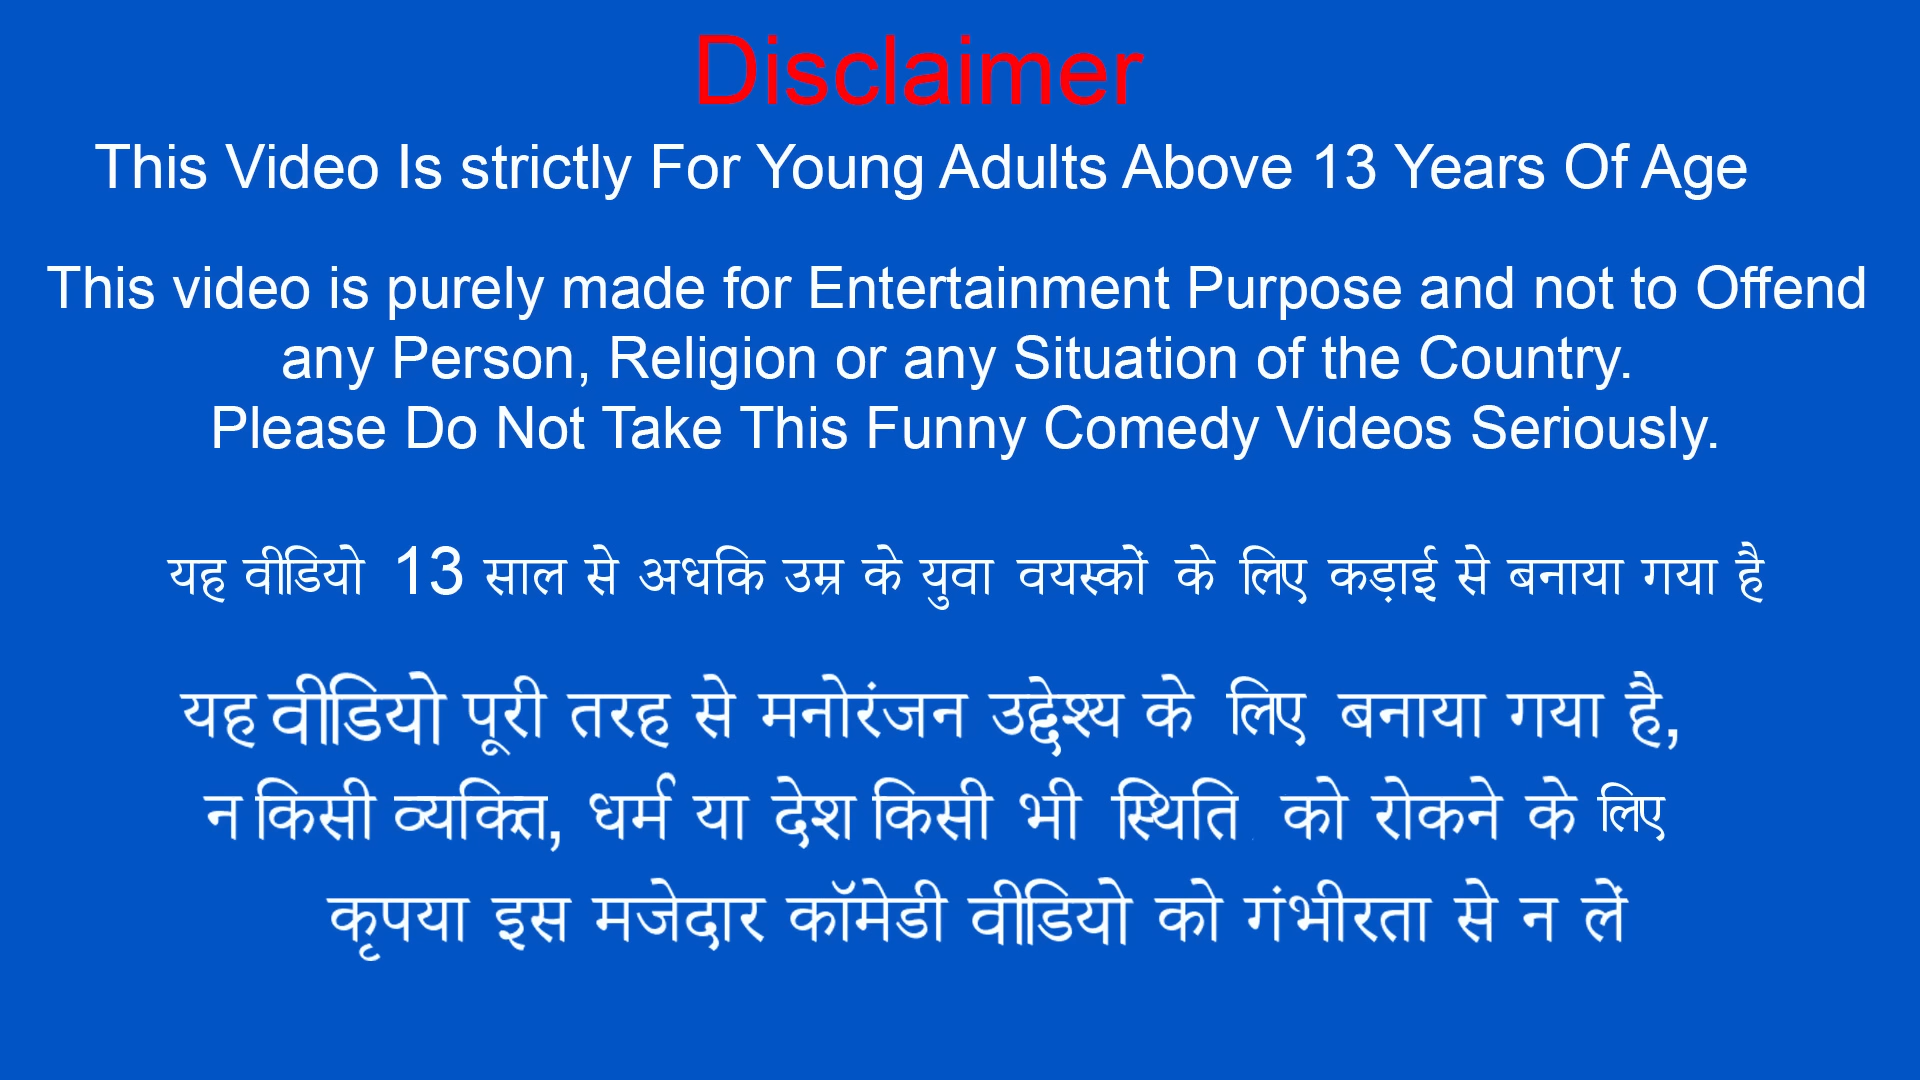 Disclaimer
This Video Is strictly For Young Adults Above 13 Years Of Age
This video is purely made for Entertainment Purpose and not to Offend
any Person, Religion or any Situation of the Country.
Please Do Not Take This Funny Comedy Videos Seriously.
यह वीडियो 13 साल से अधकि उम्र के युवा वयस्कों के लिए कड़ाई से बनाया गया है
यह वीडियो पूरी तरह से मनोरंजन उद्देश्य के लिए बनाया गया है,
न किसी व्यक्ति, धर्म या देश किसी भी स्थिति को रोकने के लिए
कृपया इस मजेदार कॉमेडी वीडियो को गंभीरता से न लें